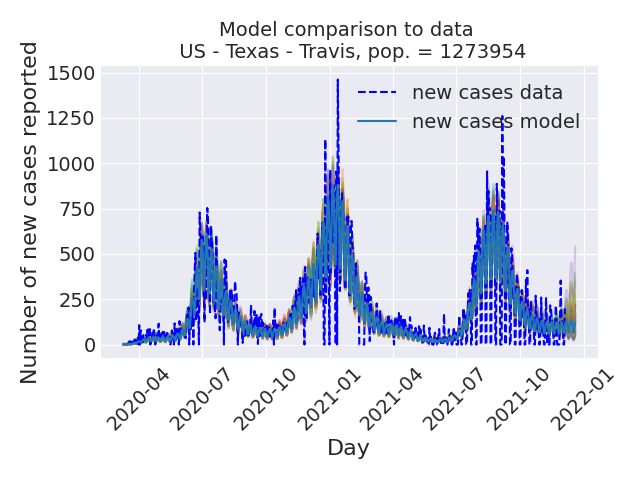 Model comparison to data
US - Texas - Travis, pop. = 1273954
Number of new cases reported
1500
1250
1000
750
500
250
0
new cases data
new cases model
2020-04
2020-07
2020-10
2021-01
2021-04
2021-07
2021-10
2022-01
Day